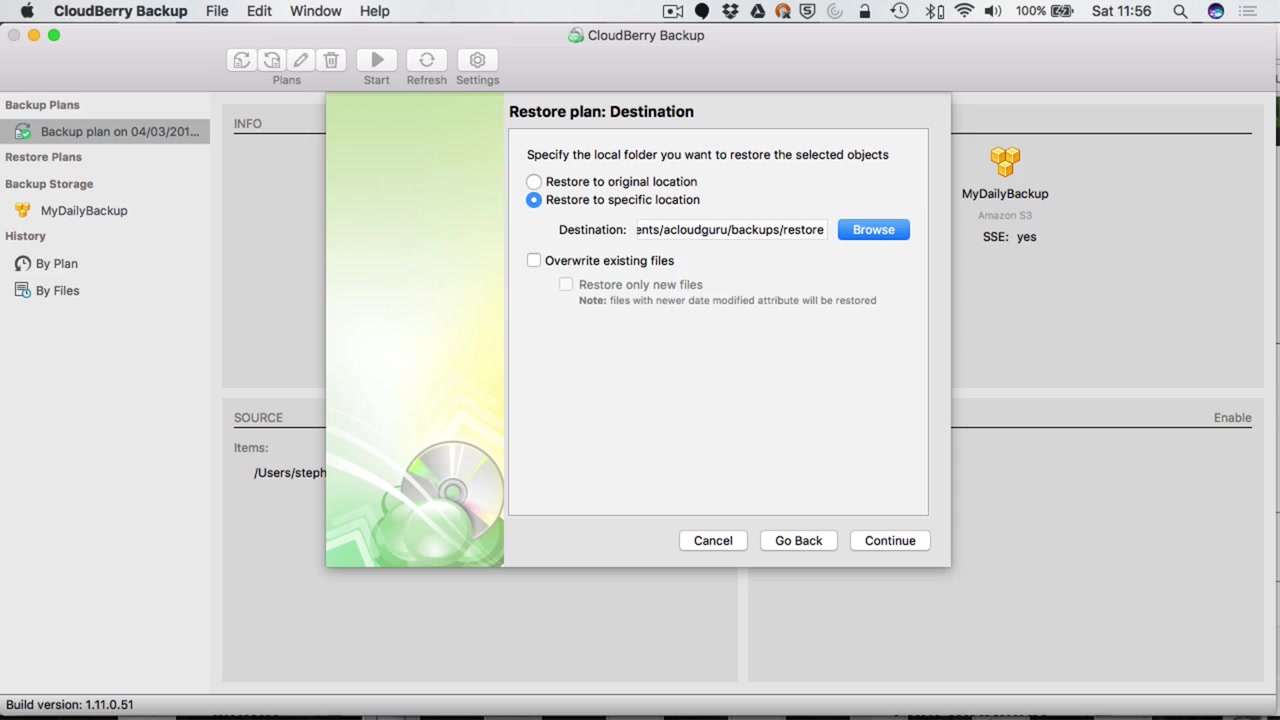 CloudBerry Backup File Edit Window Help 100% Sat 11:56
CloudBerry Backup
Plans Start Refresh Settings
Backup Plans
Backup plan on 04/03/201...
Restore Plans
Backup Storage
MyDailyBackup
History
By Plan
By Files
INFO
Restore plan: Destination
Specify the local folder you want to restore the selected objects
Restore to original location
Restore to specific location
Destination: ents/acloudguru/backups/restore Browse
Overwrite existing files
Restore only new files
Note: files with newer date modified attribute will be restored
Cancel Go Back Continue
MyDailyBackup
Amazon S3
SSE: yes
SOURCE
Items:
/Users/steph
Enable
Build version: 1.11.0.51